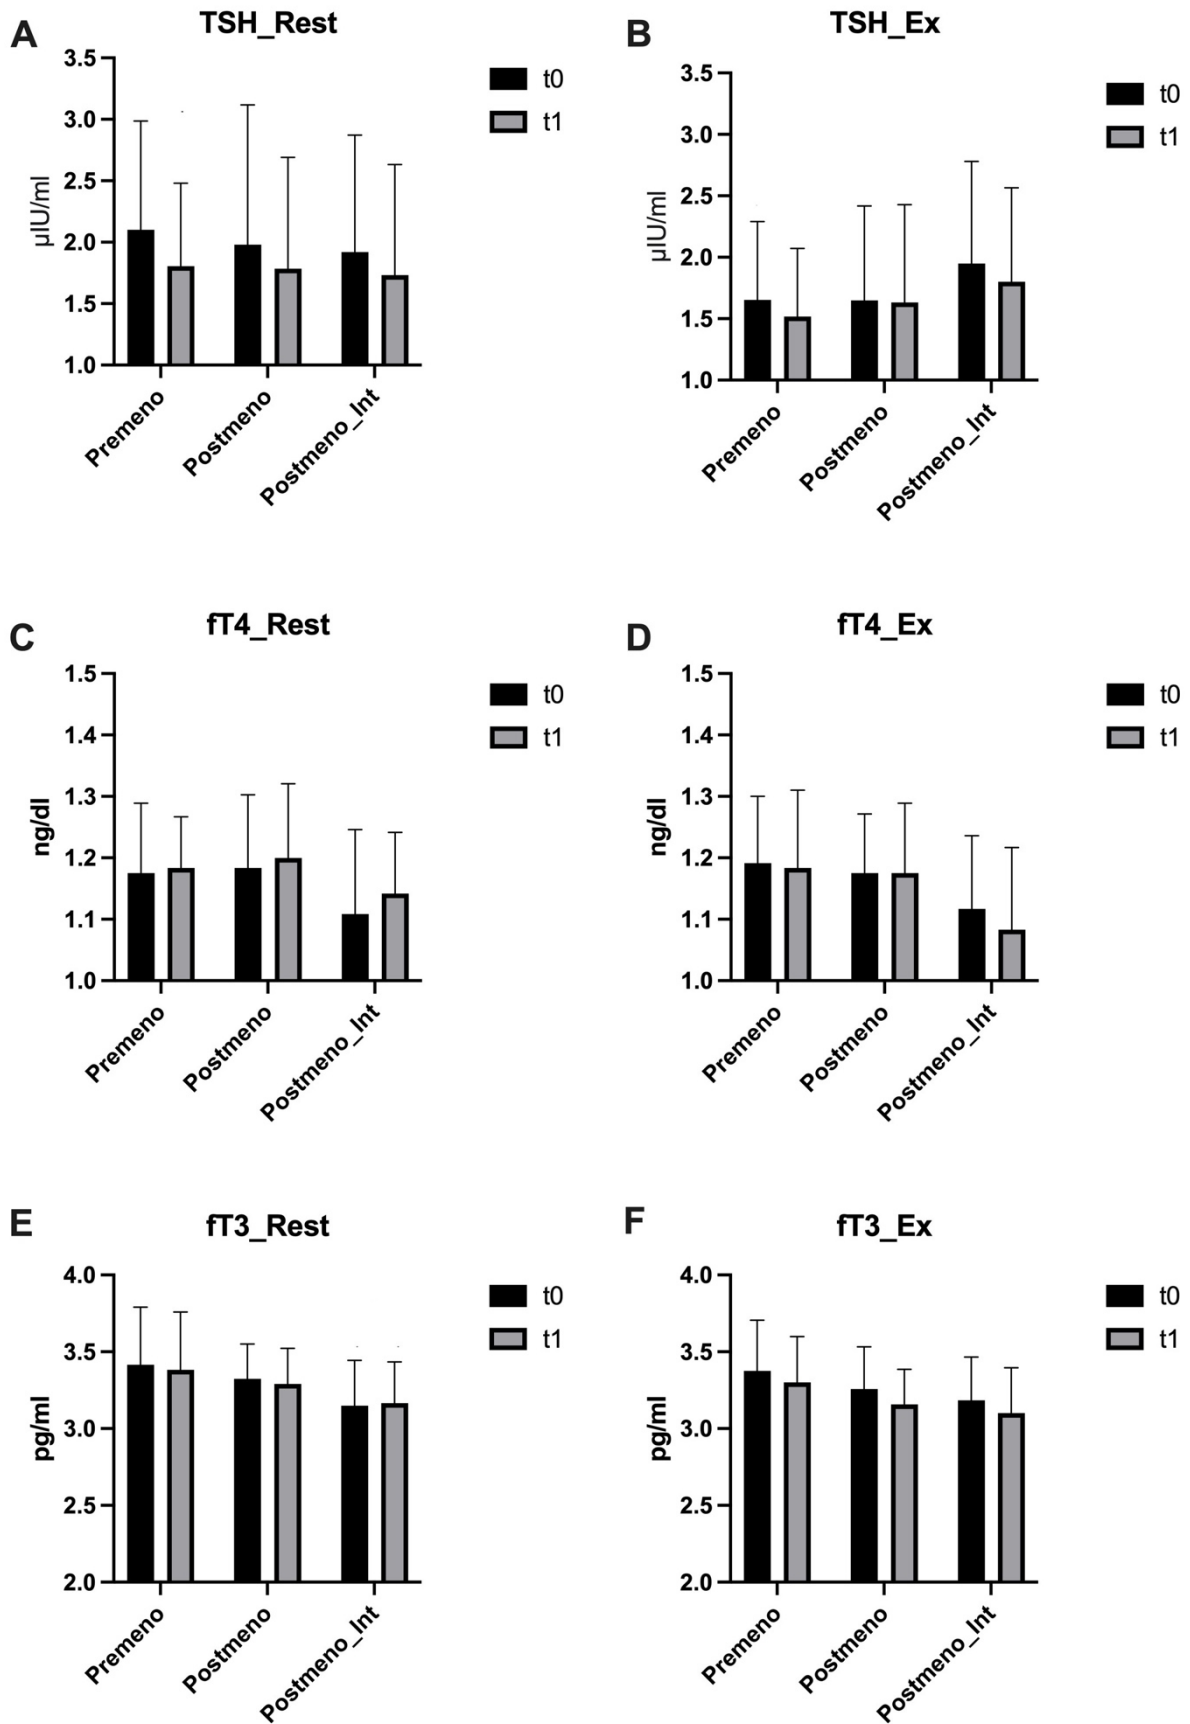 A
TSH_Rest
3.5
3.0
2.5
2.0
1.5
1.0
µIU/ml
t0
t1
Premeno
Postmeno
Postmeno_Int
B
TSH_Ex
3.5
3.0
2.5
2.0
1.5
1.0
µIU/ml
t0
t1
Premeno
Postmeno
Postmeno_Int
C
fT4_Rest
1.5
1.4
1.3
1.2
1.1
1.0
ng/dl
t0
t1
Premeno
Postmeno
Postmeno_Int
D
fT4_Ex
1.5
1.4
1.3
1.2
1.1
1.0
ng/dl
t0
t1
Premeno
Postmeno
Postmeno_Int
E
fT3_Rest
4.0
3.5
3.0
2.5
2.0
pg/ml
t0
t1
Premeno
Postmeno
Postmeno_Int
F
fT3_Ex
4.0
3.5
3.0
2.5
2.0
pg/ml
t0
t1
Premeno
Postmeno
Postmeno_Int